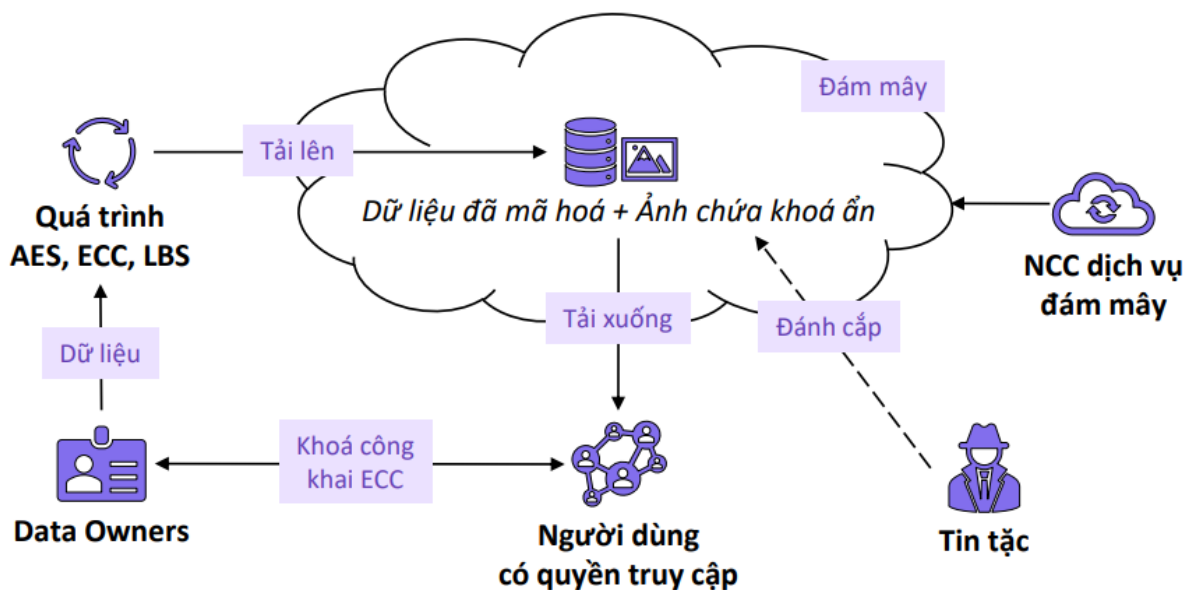 Đám mây
Tải lên
Dữ liệu đã mã hoá + Ảnh chứa khoá ẩn
Quá trình
AES, ECC, LBS
NCC dịch vụ
đám mây
Tải xuống
Đánh cắp
Dữ liệu
Khoá công
khai ECC
Data Owners
Người dùng
có quyền truy cập
Tin tặc